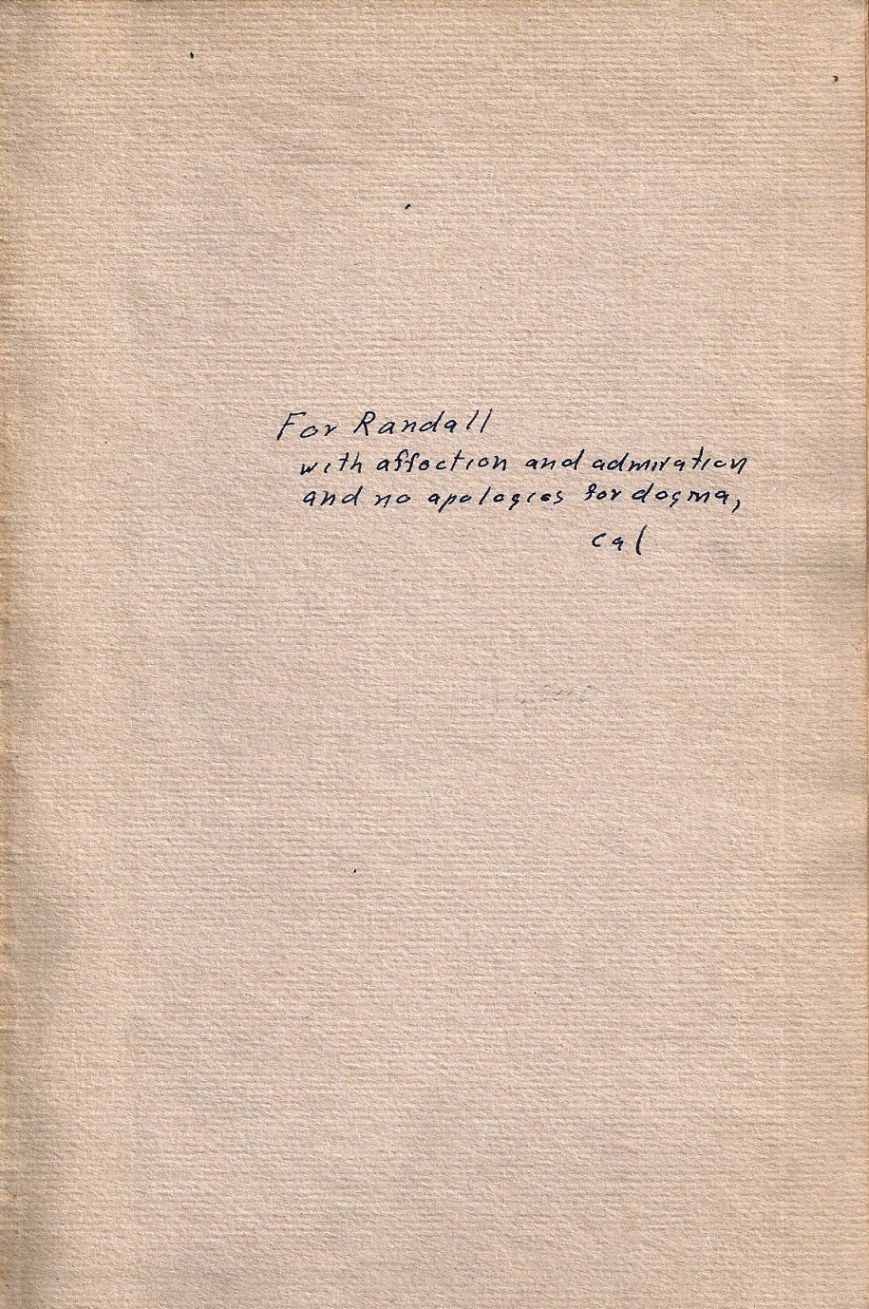 For Randall
with affection and admiration
and no apologies for dogma,
Cal